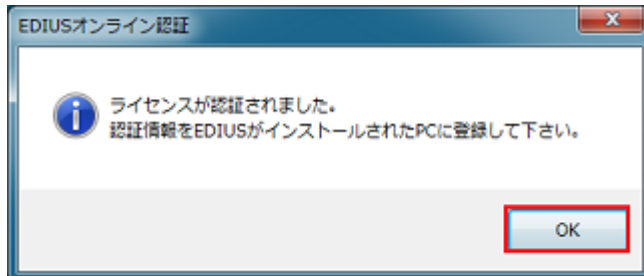 EDIUSオンライン認証
ライセンスが認証されました。
認証情報をEDIUSがインストールされたPCに登録して下さい。
OK